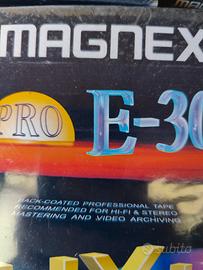 MAGNEX
PRO
E-30
BACK-COATED PROFESSIONAL TAPE
RECOMMENDED FOR HI-FI & STEREO
MASTERING AND VIDEO ARCHIVING
subito